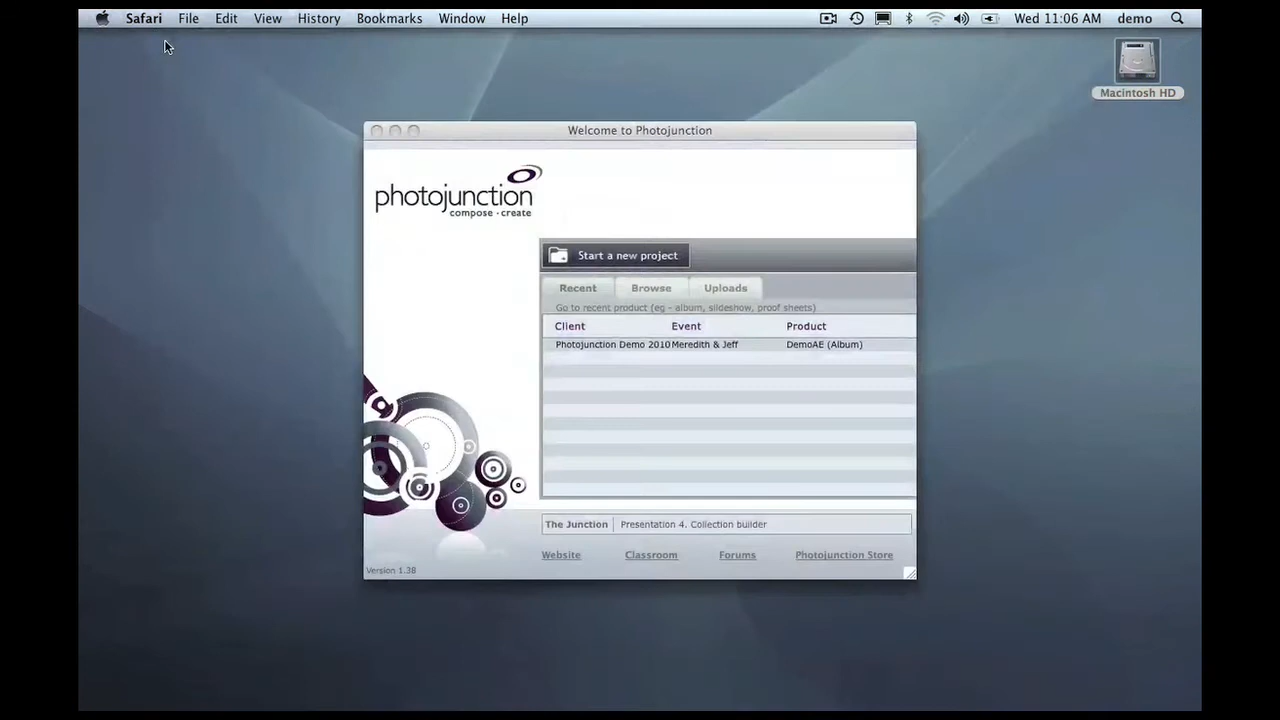 Safari File Edit View History Bookmarks Window Help Wed 11:06 AM demo
Macintosh HD
Welcome to Photojunction
photojunction
compose · create
Start a new project
Recent Browse Uploads
Go to recent product (eg - album, slideshow, proof sheets)
Client Event Product
Photojunction Demo 2010 Meredith & Jeff DemoAE (Album)
The Junction Presentation 4. Collection builder
Website Classroom Forums Photojunction Store
Version 1.38